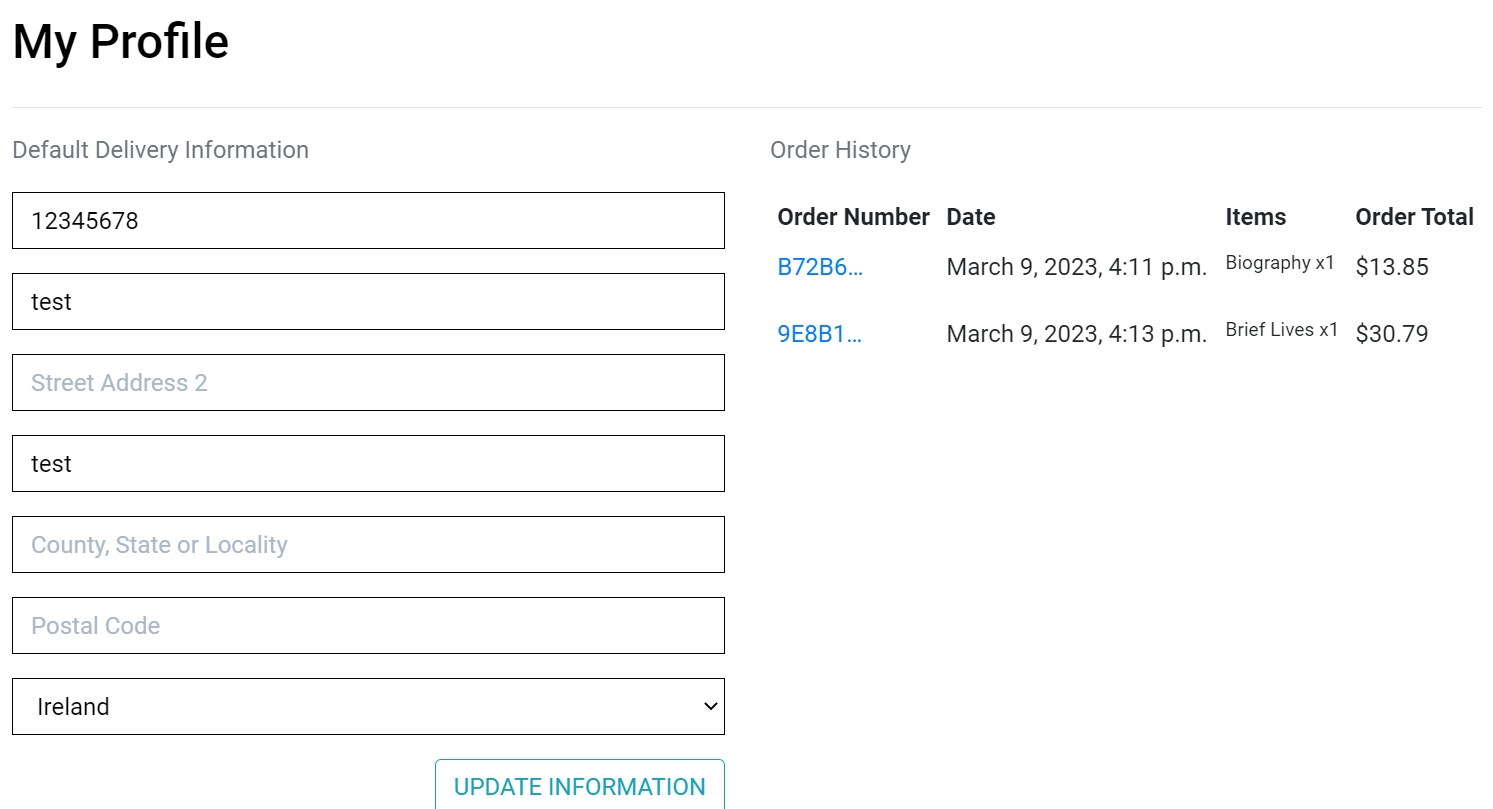 My Profile
Default Delivery Information
12345678
test
Street Address 2
test
County, State or Locality
Postal Code
Ireland
UPDATE INFORMATION
Order History
Order Number Date Items Order Total
B72B6... March 9, 2023, 4:11 p.m. Biography x1 $13.85
9E8B1... March 9, 2023, 4:13 p.m. Brief Lives x1 $30.79